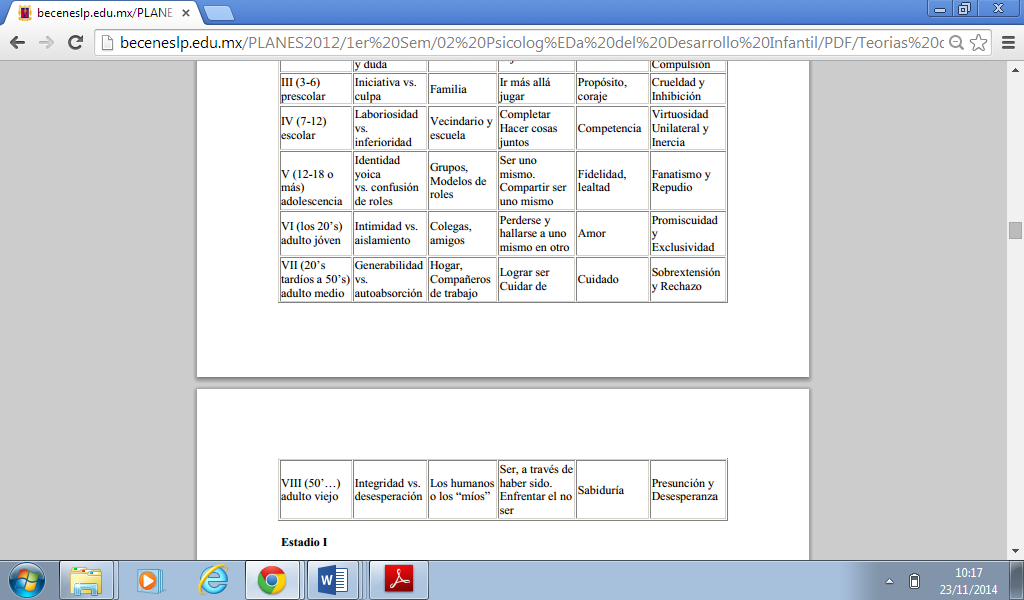 beceneslp.edu.mx/PLANE
beceneslp.edu.mx/PLANES2012/1er%20Sem/02%20Psicolog%EDa%20del%20Desarrollo%20Infantil/PDF/Teorias%20c
y duda
Compulsión
III (3-6)
prescolar
Iniciativa vs.
culpa
Familia
Ir más allá
jugar
Propósito,
coraje
Crueldad y
Inhibición
IV (7-12)
escolar
Laboriosidad
vs.
inferioridad
Vecindario y
escuela
Completar
Hacer cosas
juntos
Competencia
Virtuosidad
Unilateral y
Inercia
V (12-18 o
más)
adolescencia
Identidad
yoica
vs. confusión
de roles
Grupos,
Modelos de
roles
Ser uno
mismo.
Compartir ser
uno mismo
Fidelidad,
lealtad
Fanatismo y
Repudio
VI (los 20’s)
adulto jóven
Intimidad vs.
aislamiento
Colegas,
amigos
Perderse y
hallarse a uno
mismo en otro
Amor
Promiscuidad
y
Exclusividad
VII (20’s
tardíos a 50’s)
adulto medio
Generabilidad
vs.
autoabsorción
Hogar,
Compañeros
de trabajo
Lograr ser
Cuidar de
Cuidado
Sobrextensión
y Rechazo
VIII (50’…)
adulto viejo
Integridad vs.
desesperación
Los humanos
o los “míos”
Ser, a través de
haber sido.
Enfrentar el no
ser
Sabiduría
Presunción y
Desesperanza
Estadio I
10:17
23/11/2014